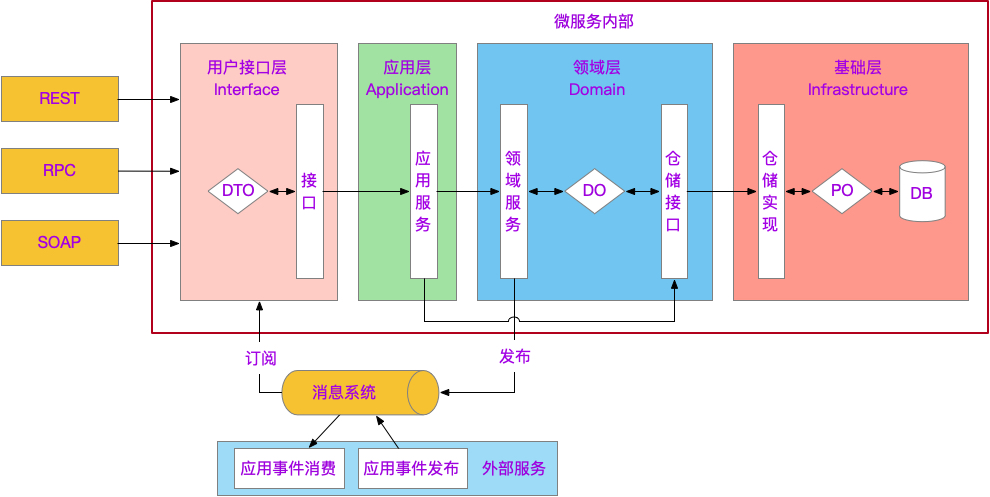 微服务内部
REST
RPC
SOAP
用户接口层
Interface
DTO
接口
应用层
Application
应用服务
领域层
Domain
领域服务
DO
仓储接口
基础层
Infrastructure
仓储实现
PO
DB
订阅
发布
消息系统
应用事件消费
应用事件发布
外部服务